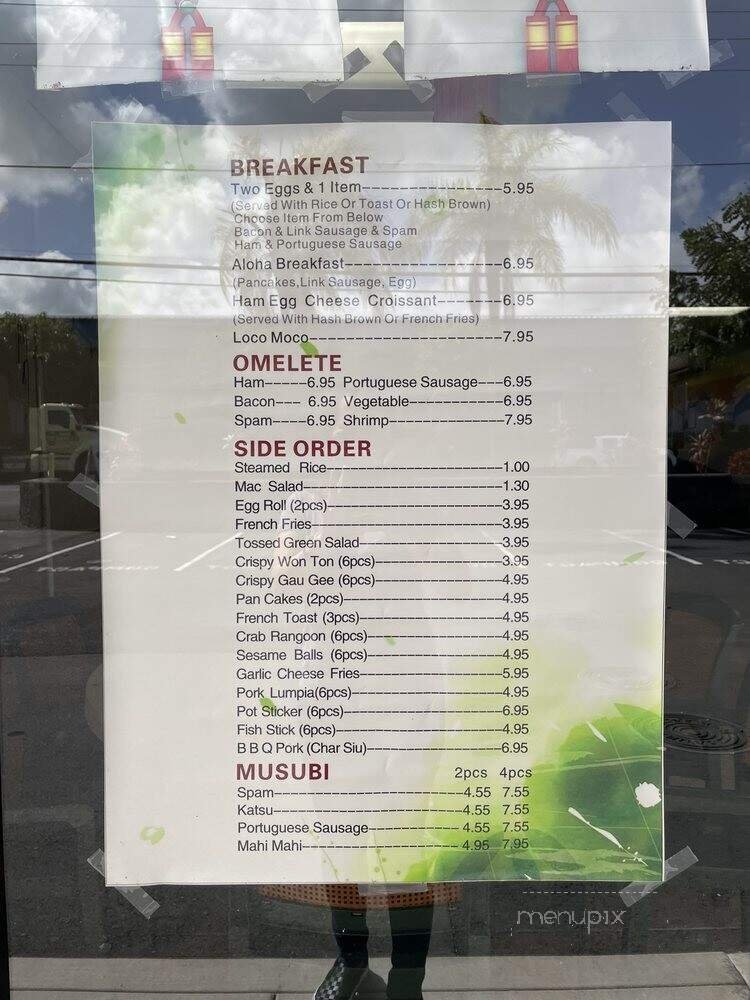 BREAKFAST
Two Eggs & 1 Item----------------5.95
(Served With Rice Or Toast Or Hash Brown)
Choose Item From Below
Bacon & Link Sausage & Spam
Ham & Portuguese Sausage
Aloha Breakfast------------------6.95
(Pancakes,Link Sausage, Egg)
Ham Egg Cheese Croissant-------6.95
(Served With Hash Brown Or French Fries)
Loco Moco----------------------7.95
OMELETE
Ham-----6.95 Portuguese Sausage---6.95
Bacon--- 6.95 Vegetable------------6.95
Spam----6.95 Shrimp--------------7.95
SIDE ORDER
Steamed Rice----------------------1.00
Mac Salad-------------------------1.30
Egg Roll (2pcs)----------------------3.95
French Fries------------------------3.95
Tossed Green Salad------------------3.95
Crispy Won Ton (6pcs)----------------3.95
Crispy Gau Gee (6pcs)----------------4.95
Pan Cakes (2pcs)--------------------4.95
French Toast (3pcs)------------------4.95
Crab Rangoon (6pcs)----------------4.95
Sesame Balls (6pcs)-----------------4.95
Garlic Cheese Fries------------------5.95
Pork Lumpia(6pcs)-------------------4.95
Pot Sticker (6pcs)--------------------6.95
Fish Stick (6pcs)---------------------4.95
B B Q Pork (Char Siu)-----------------6.95
MUSUBI 2pcs 4pcs
Spam------------------------4.55 7.55
Katsu------------------------4.55 7.55
Portuguese Sausage------------ 4.55 7.55
Mahi Mahi-------------------- 4.95 7.95
menupix